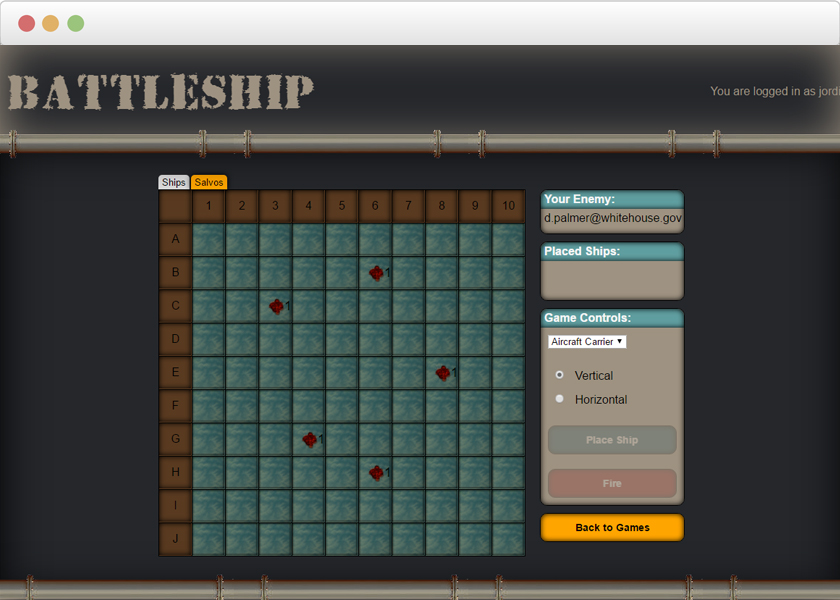 BATTLESHIP
You are logged in as jordi
Ships Salvos
1 2 3 4 5 6 7 8 9 10
A
B 1
C 1
D
E 1
F
G 1
H 1
I
J
Your Enemy:
d.palmer@whitehouse.gov
Placed Ships:
Game Controls:
Aircraft Carrier
Vertical
Horizontal
Place Ship
Fire
Back to Games